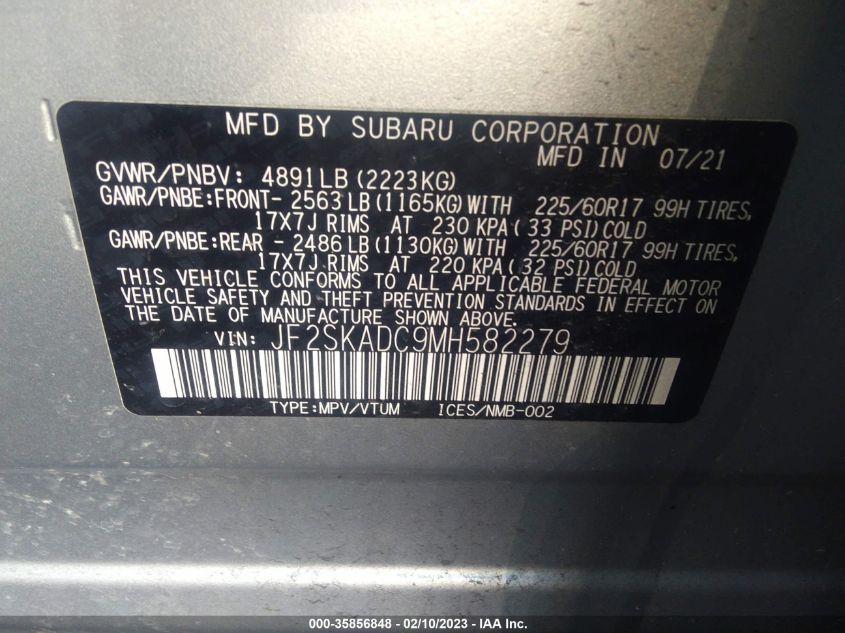 MFD BY SUBARU CORPORATION
MFD IN 07/21
GVWR/PNBV: 4891LB(2223KG)
GAWR/PNBE:FRONT- 2563LB(1165KG)WITH 225/60R17 99H TIRES,
17X7J RIMS AT 230 KPA( 33 PSI)COLD
GAWR/PNBE:REAR - 2486LB(1130KG)WITH 225/60R17 99H TIRES,
17X7J RIMS AT 220 KPA( 32 PSI)COLD
THIS VEHICLE CONFORMS TO ALL APPLICABLE FEDERAL MOTOR
VEHICLE SAFETY AND THEFT PREVENTION STANDARDS IN EFFECT ON
THE DATE OF MANUFACTURE SHOWN ABOVE.
VIN: JF2SKADC9MH582279
TYPE:MPV/VTUM ICES/NMB-002
000-35856848 — 02/10/2023 — IAA Inc.